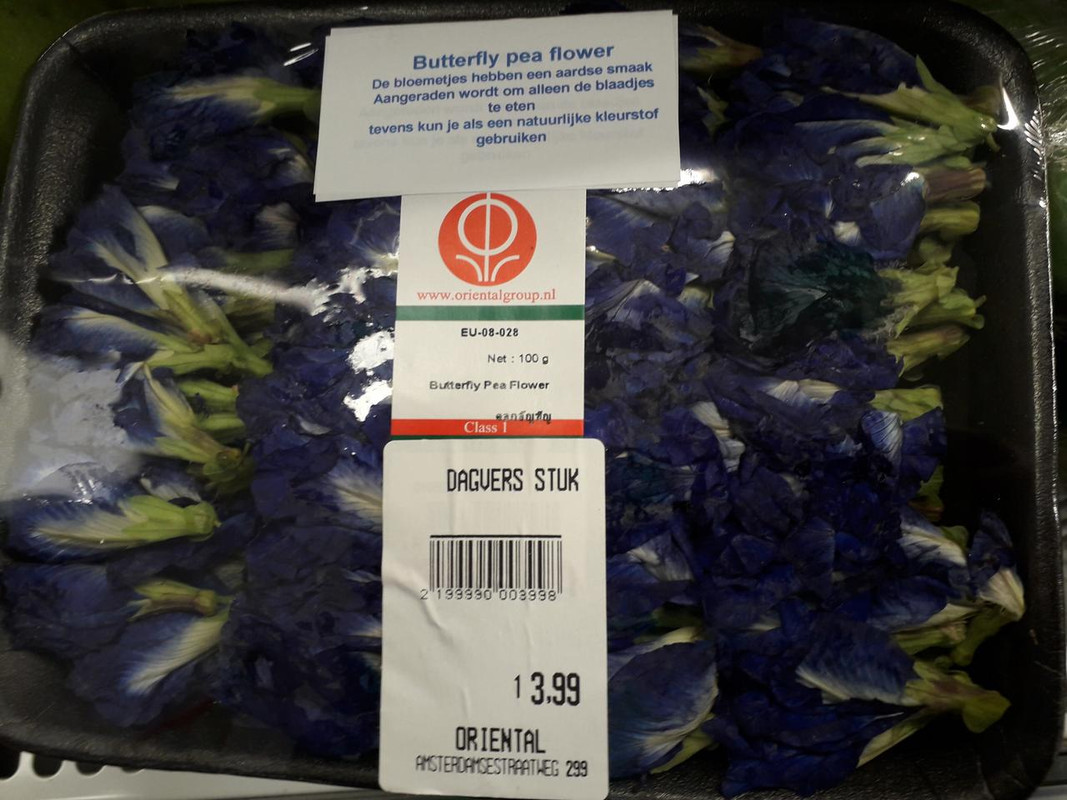 Butterfly pea flower
De bloemetjes hebben een aardse smaak
Aangeraden wordt om alleen de blaadjes
te eten
tevens kun je als een natuurlijke kleurstof
gebruiken
www.orientalgroup.nl
EU-08-028
Net : 100 g
Butterfly Pea Flower
Class 1
DAGVERS STUK
2 199990 003998
1 3,99
ORIENTAL
AMSTERDAMSESTRAATWEG 299